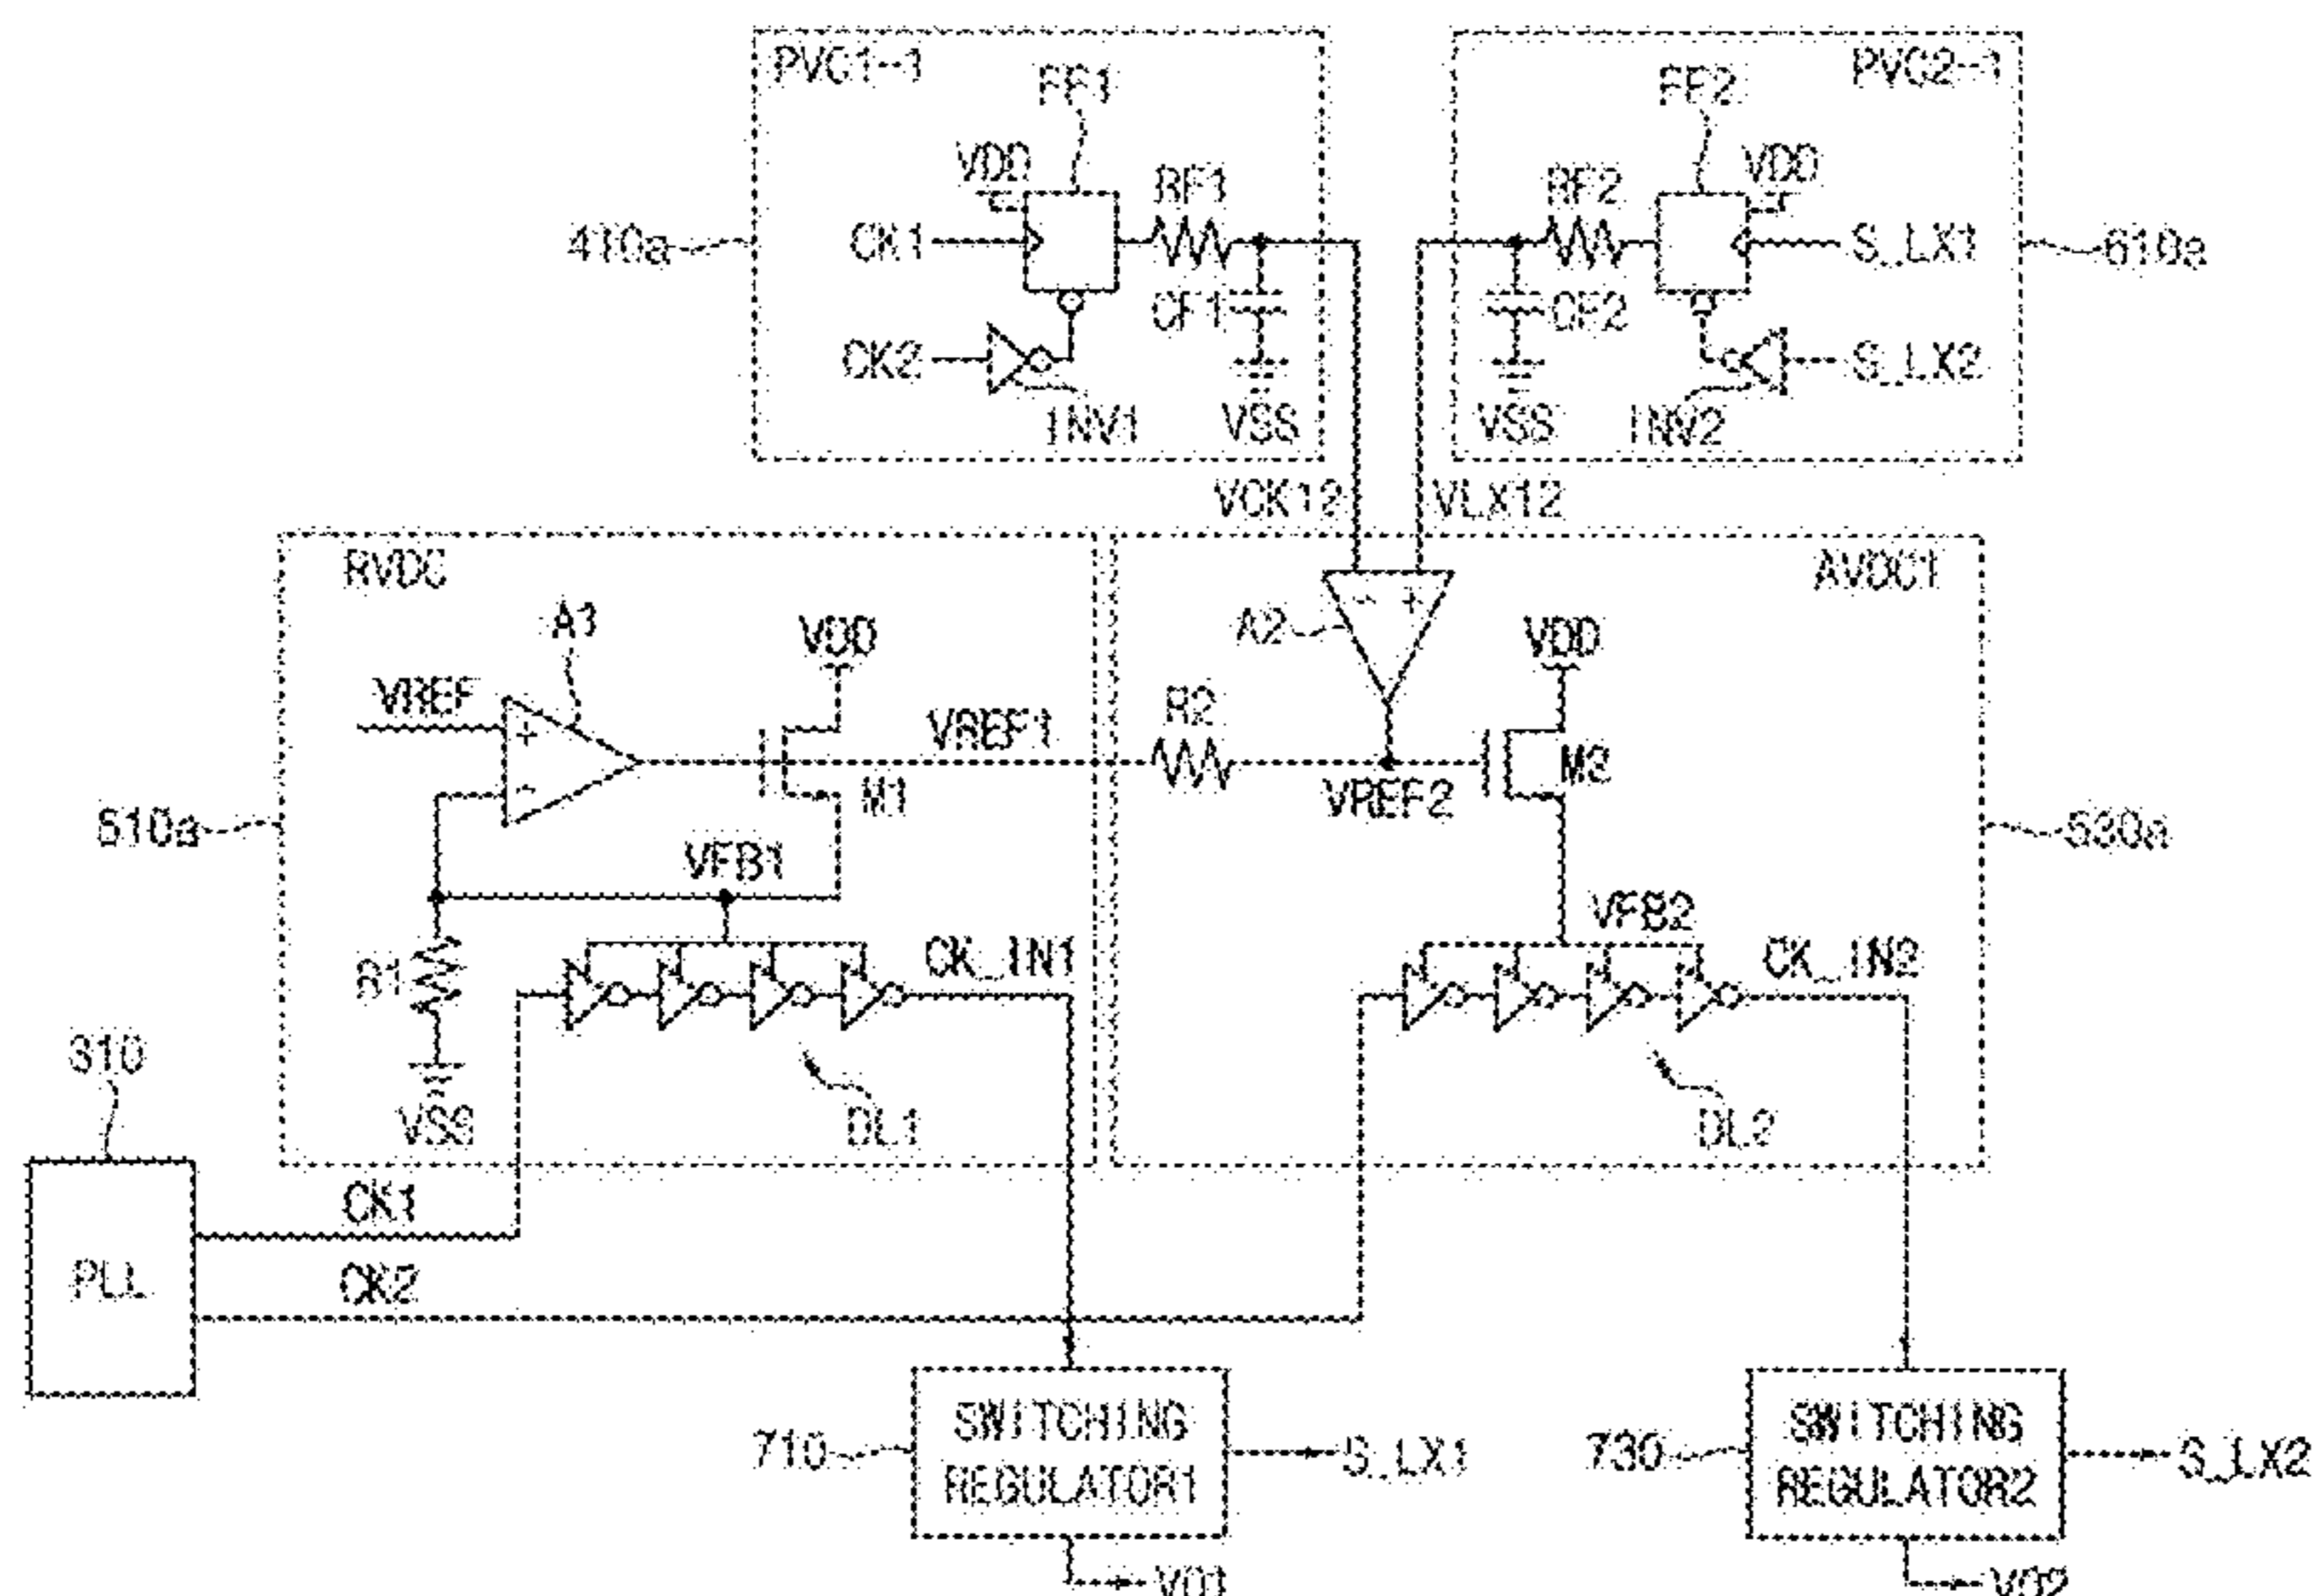 PVC1-1
FF1
VDD
RF1
CK1
410a
CF1
CK2
INV1
VSS
PVC2-1
FF2
VDD
RF2
S_LX1
610a
CF2
S_LX2
VSS
INV2
VCK12
VLX12
RVDC
A1
VDD
VREF
+
-
VREF1
M1
510a
VFB1
R1
CK_IN1
VSS
DL1
AVDC1
- +
A2
VDD
R2
VREF2
530a
VFB2
CK_IN2
DL2
310
PLL
CK1
CK2
710
SWITCHING
REGULATOR1
S_LX1
VO1
730
SWITCHING
REGULATOR2
S_LX2
VO2